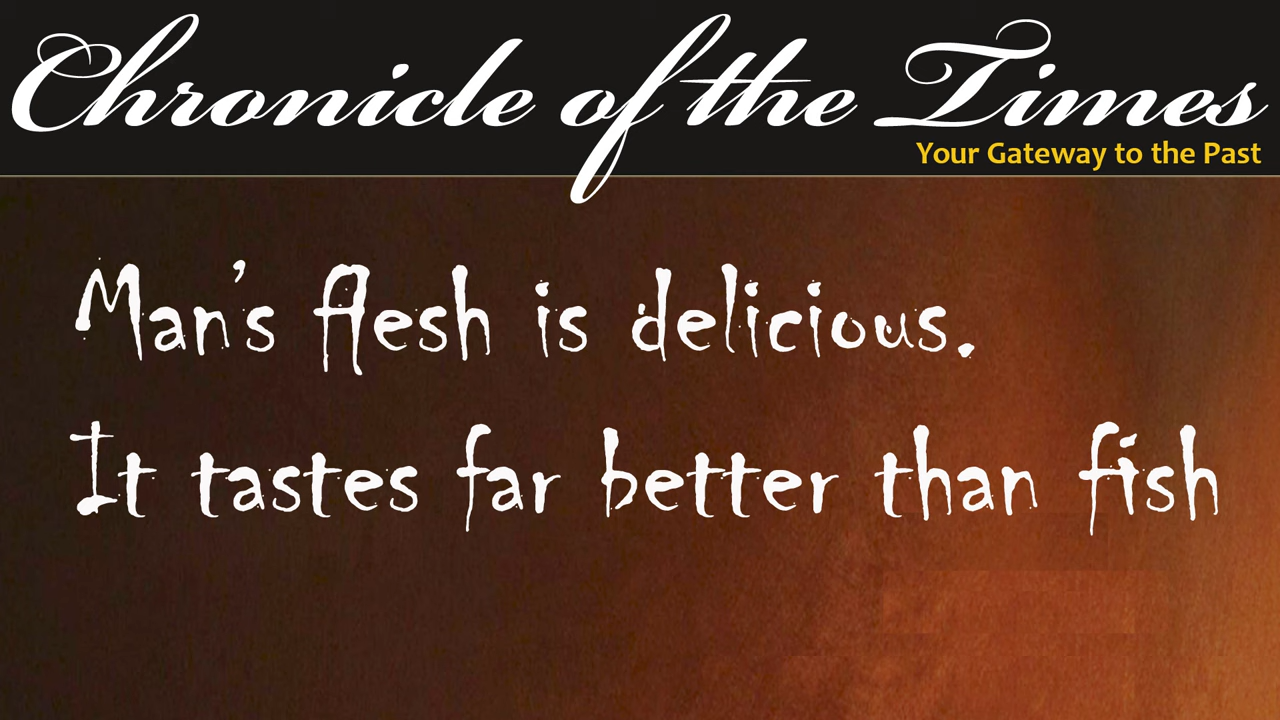 Chronicle of the Times
Your Gateway to the Past
Man's flesh is delicious.
It tastes far better than fish